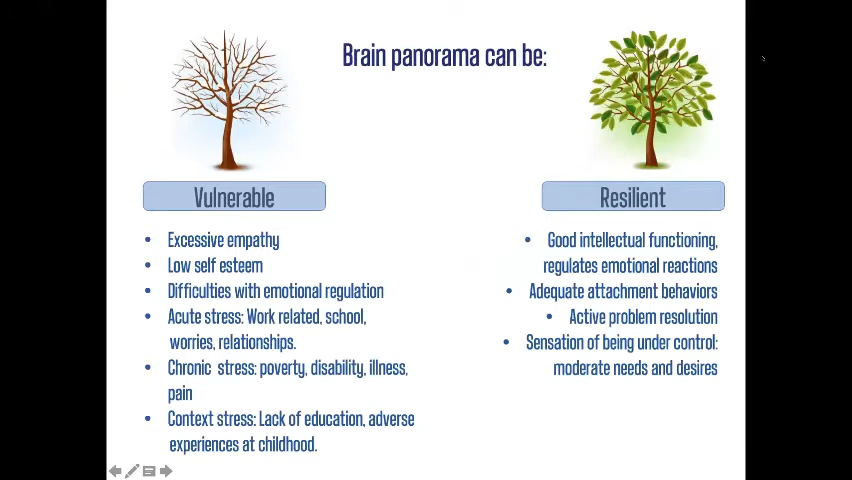 Brain panorama can be:
Vulnerable
• Excessive empathy
• Low self esteem
• Difficulties with emotional regulation
• Acute stress: Work related, school,
worries, relationships.
• Chronic stress: poverty, disability, illness,
pain
• Context stress: Lack of education, adverse
experiences at childhood.
Resilient
• Good intellectual functioning,
regulates emotional reactions
• Adequate attachment behaviors
• Active problem resolution
• Sensation of being under control:
moderate needs and desires